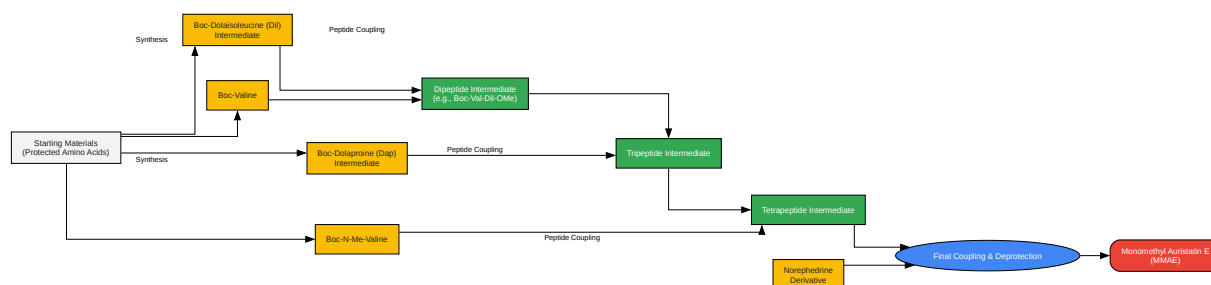 Boc-Dolaisoleucine (Dil)
Intermediate
Peptide Coupling
Synthesis
Boc-Valine
Dipeptide Intermediate
(e.g., Boc-Val-Dil-OMe)
Starting Materials
(Protected Amino Acids)
Synthesis
Boc-Dolaproine (Dap)
Intermediate
Peptide Coupling
Tripeptide Intermediate
Tetrapeptide Intermediate
Boc-N-Me-Valine
Peptide Coupling
Final Coupling & Deprotection
Monomethyl Auristatin E
(MMAE)
Norephedrine
Derivative